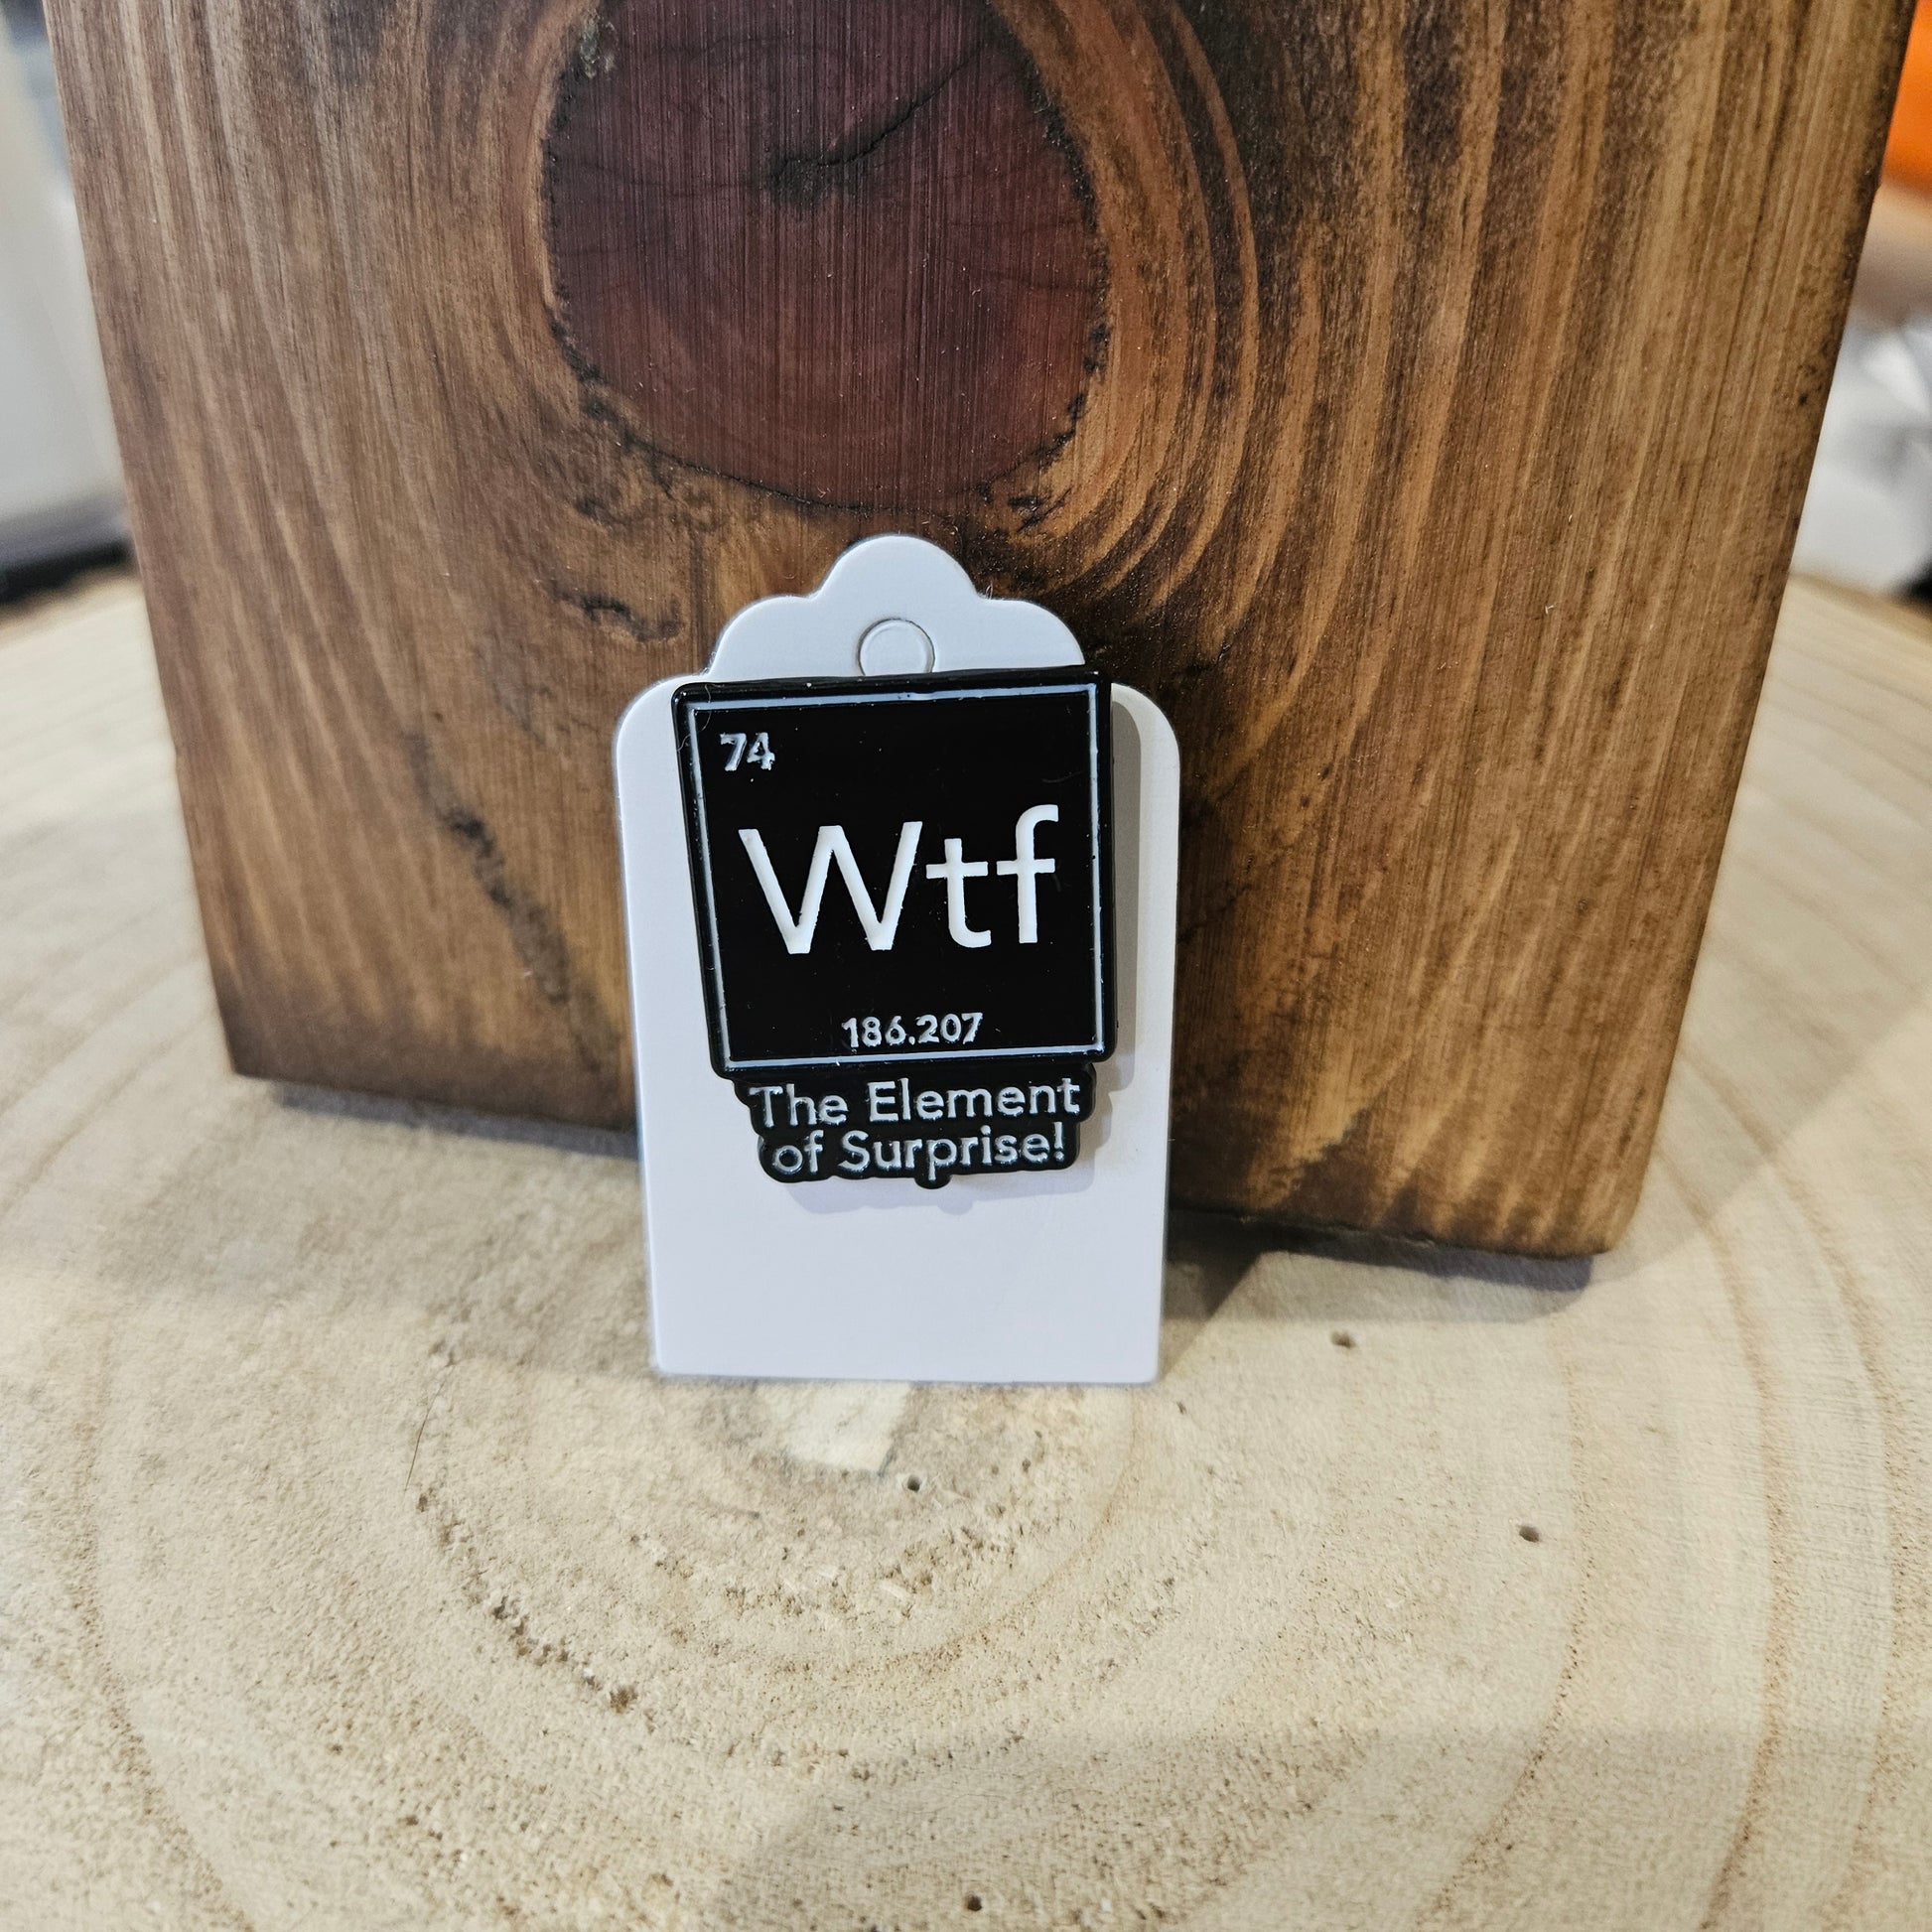 74
Wtf
186.207
The Element
of Surprise!